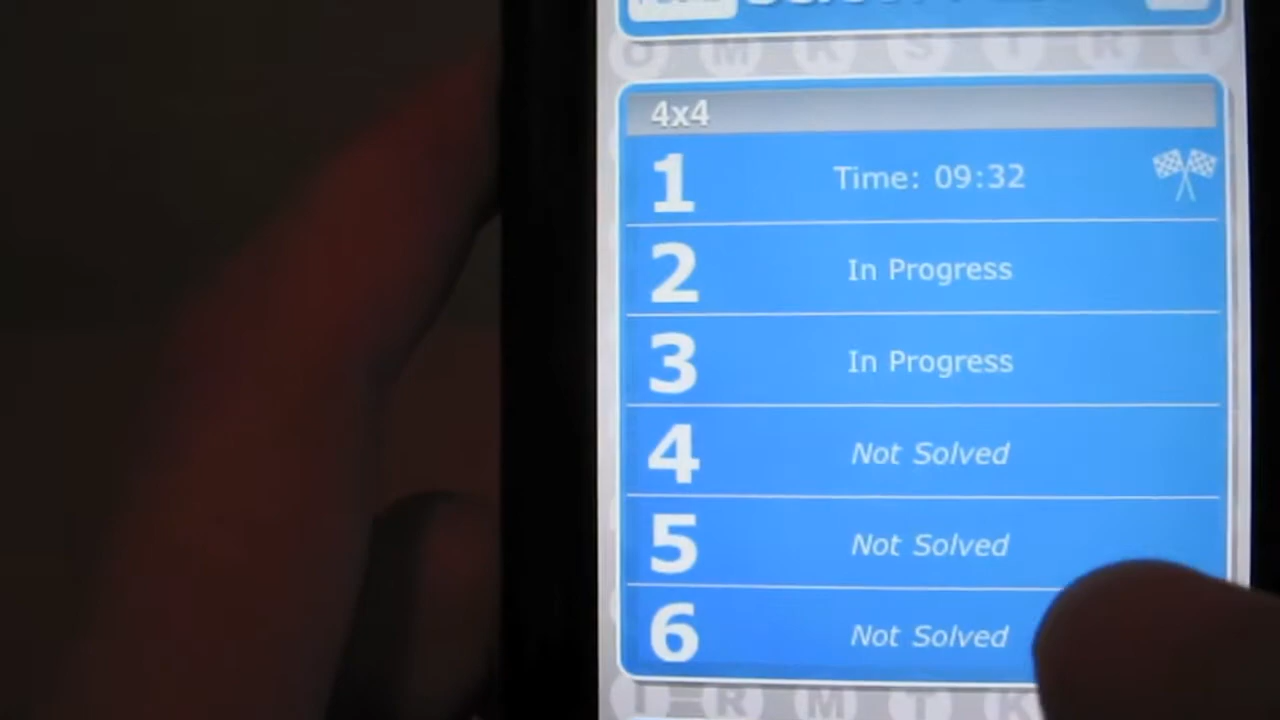 4x4
1 Time: 09:32
2 In Progress
3 In Progress
4 Not Solved
5 Not Solved
6 Not Solved